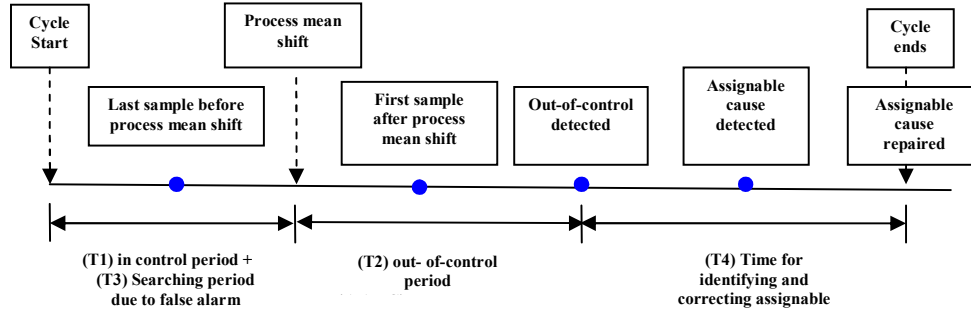 Cycle
Start
Process mean
shift
Cycle
ends
Last sample before
process mean shift
First sample
after process
mean shift
Out-of-control
detected
Assignable
cause
detected
Assignable
cause
repaired
(T1) in control period +
(T3) Searching period
due to false alarm
(T2) out- of-control
period
(T4) Time for
identifying and
correcting assignable